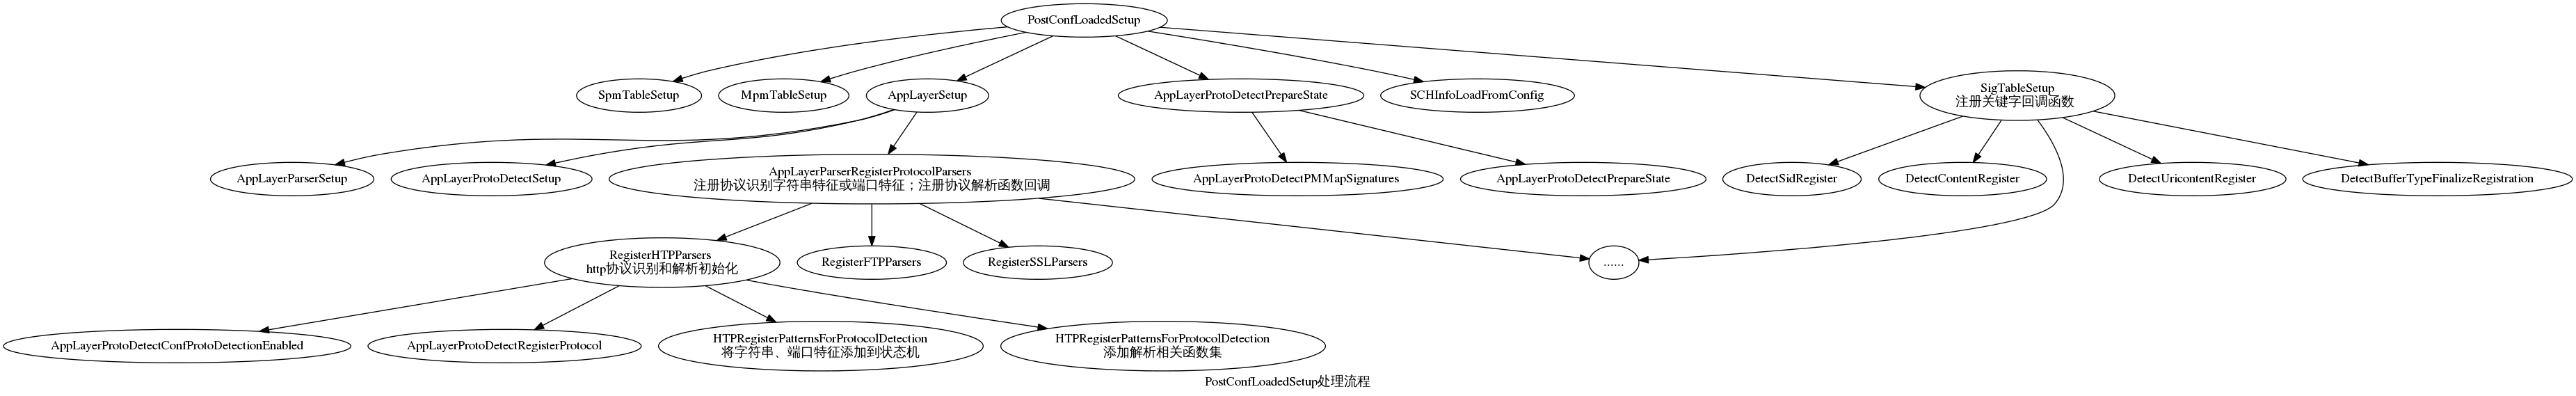 PostConfLoadedSetup
SpmTableSetup
MpmTableSetup
AppLayerSetup
AppLayerProtoDetectPrepareState
SCHInfoLoadFromConfig
SigTableSetup
注册关键字回调函数
AppLayerParserSetup
AppLayerProtoDetectSetup
AppLayerParserRegisterProtocolParsers
注册协议识别字符串特征或端口特征；注册协议解析函数回调
AppLayerProtoDetectPMMapSignatures
AppLayerProtoDetectPrepareState
DetectSidRegister
DetectContentRegister
DetectUricontentRegister
DetectBufferTypeFinalizeRegistration
RegisterHTPParsers
http协议识别和解析初始化
RegisterFTPParsers
RegisterSSLParsers
......
AppLayerProtoDetectConfProtoDetectionEnabled
AppLayerProtoDetectRegisterProtocol
HTPRegisterPatternsForProtocolDetection
将字符串、端口特征添加到状态机
HTPRegisterPatternsForProtocolDetection
添加解析相关函数集
PostConfLoadedSetup处理流程